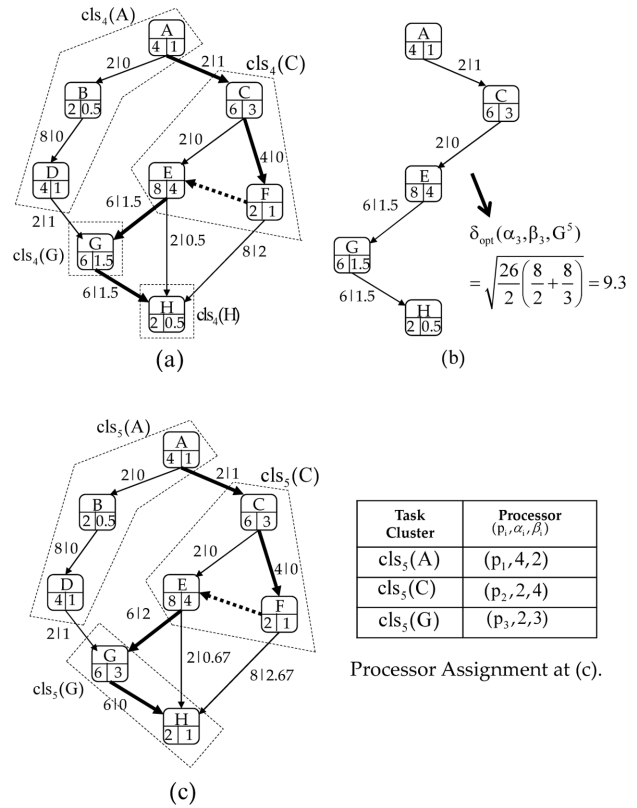 cls₄(A)
A
4 1
2|0
2|1
cls₄(C)
B
2 0.5
C
6 3
8|0
2|0
4|0
D
4 1
E
8 4
F
2 1
2|1
6|1.5
2|0.5
8|2
cls₄(G)
G
6 1.5
6|1.5
H
2 0.5
cls₄(H)
(a)
A
4 1
2|1
C
6 3
2|0
E
8 4
6|1.5
G
6 1.5
6|1.5
H
2 0.5
δopt(α₃,β₃,G⁵)
=√(26/2(8/2+8/3))=9.3
(b)
cls₅(A)
A
4 1
2|0
2|1
cls₅(C)
B
2 0.5
C
6 3
8|0
2|0
4|0
D
4 1
E
8 4
F
2 1
2|1
6|2
2|0.67
8|2.67
G
6 3
cls₅(G)
6|0
H
2 1
(c)
Task Cluster | Processor (pᵢ,αᵢ,βᵢ)
cls₅(A) | (p₁,4,2)
cls₅(C) | (p₂,2,4)
cls₅(G) | (p₃,2,3)
Processor Assignment at (c).